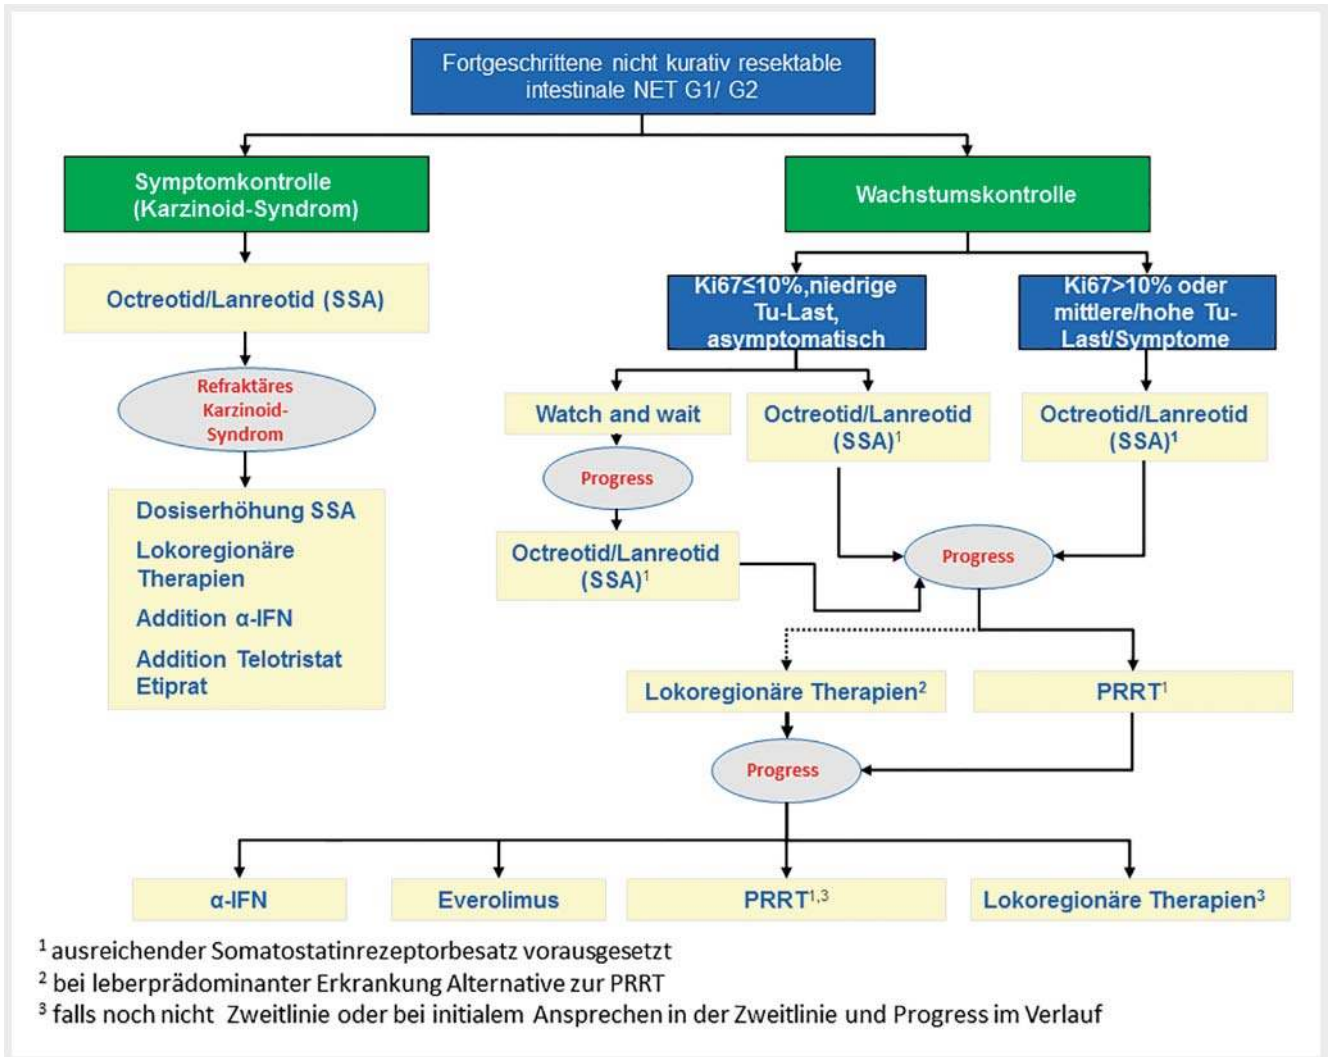 Fortgeschrittene nicht kurativ resektable
intestinale NET G1/ G2
Symptomkontrolle
(Karzinoid-Syndrom)
Octreotid/Lanreotid (SSA)
Refraktäres
Karzinoid-
Syndrom
Dosiserhöhung SSA
Lokoregionäre
Therapien
Addition α-IFN
Addition Telotristat
Etiprat
Wachstumskontrolle
Ki67≤10%,niedrige
Tu-Last,
asymptomatisch
Ki67>10% oder
mittlere/hohe Tu-
Last/Symptome
Watch and wait
Progress
Octreotid/Lanreotid
(SSA)¹
Octreotid/Lanreotid
(SSA)¹
Octreotid/Lanreotid
(SSA)¹
Progress
Lokoregionäre Therapien²
PRRT¹
Progress
α-IFN
Everolimus
PRRT¹,³
Lokoregionäre Therapien³
¹ ausreichender Somatostatinrezeptorbesatz vorausgesetzt
² bei leberprädominanter Erkrankung Alternative zur PRRT
³ falls noch nicht Zweitlinie oder bei initialem Ansprechen in der Zweitlinie und Progress im Verlauf